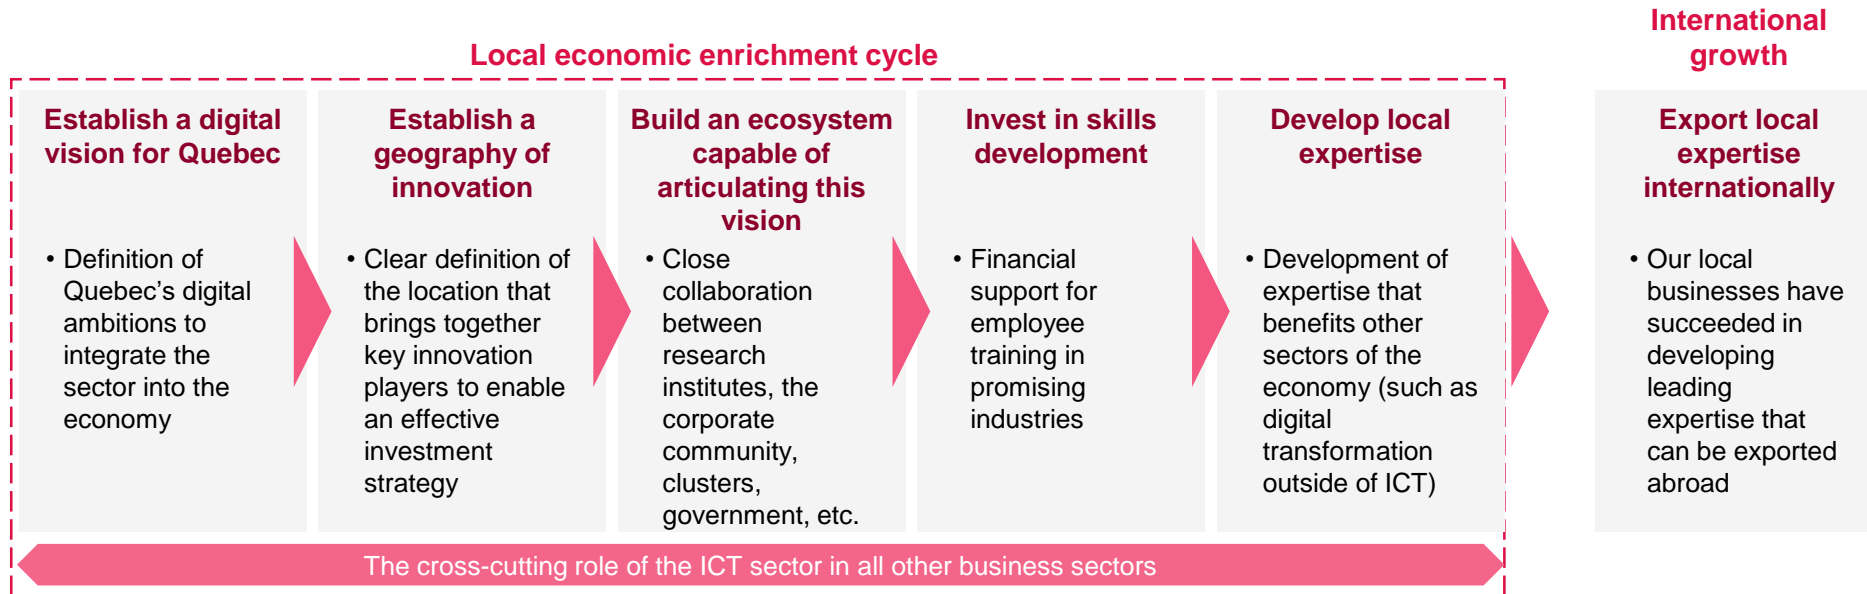 Local economic enrichment cycle
International
growth
Establish a digital
vision for Quebec
• Definition of
Quebec’s digital
ambitions to
integrate the
sector into the
economy
Establish a
geography of
innovation
• Clear definition of
the location that
brings together
key innovation
players to enable
an effective
investment
strategy
Build an ecosystem
capable of
articulating this
vision
• Close
collaboration
between
research
institutes, the
corporate
community,
clusters,
government, etc.
Invest in skills
development
• Financial
support for
employee
training in
promising
industries
Develop local
expertise
• Development of
expertise that
benefits other
sectors of the
economy (such as
digital
transformation
outside of ICT)
Export local
expertise
internationally
• Our local
businesses have
succeeded in
developing
leading
expertise that
can be exported
abroad
The cross-cutting role of the ICT sector in all other business sectors